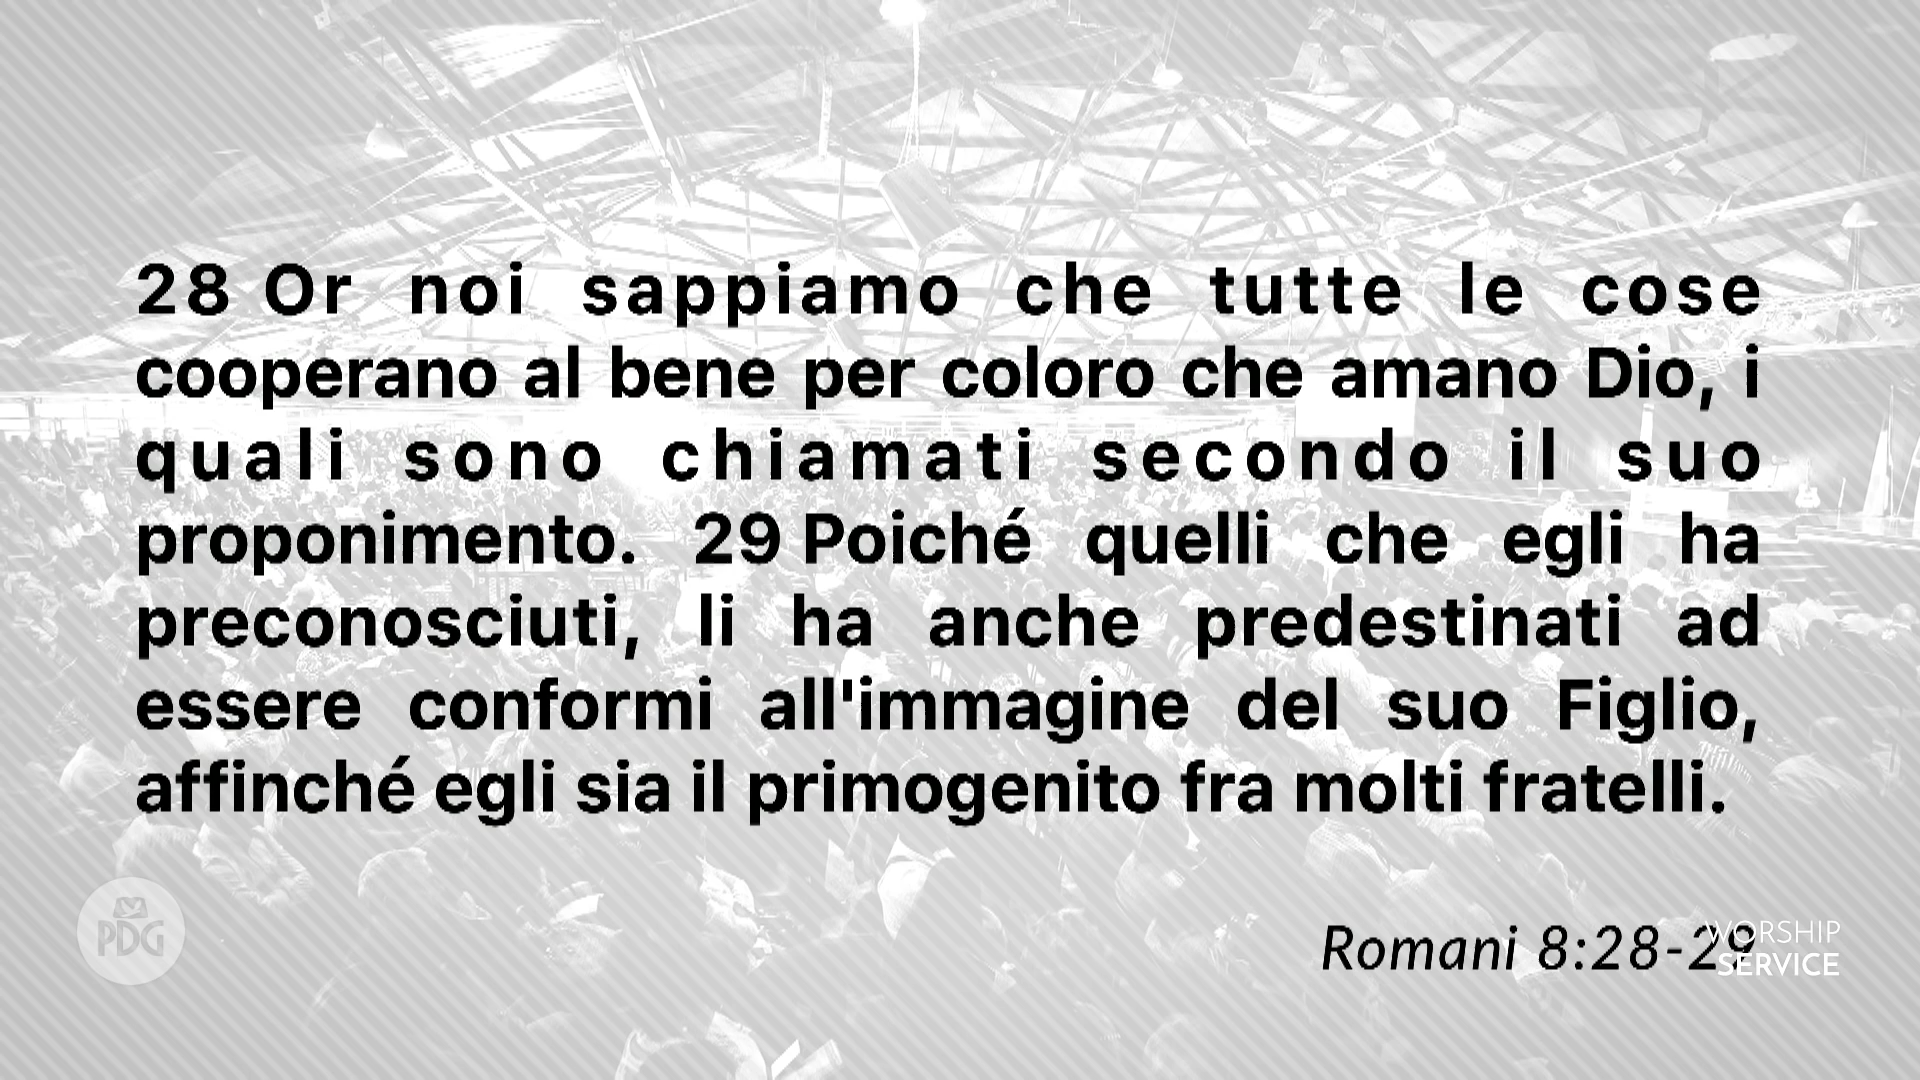 28 Or noi sappiamo che tutte le cose
cooperano al bene per coloro che amano Dio, i
quali sono chiamati secondo il suo
proponimento. 29 Poiché quelli che egli ha
preconosciuti, li ha anche predestinati ad
essere conformi all'immagine del suo Figlio,
affinché egli sia il primogenito fra molti fratelli.
Romani 8:28-29
WORSHIP
SERVICE
PDG